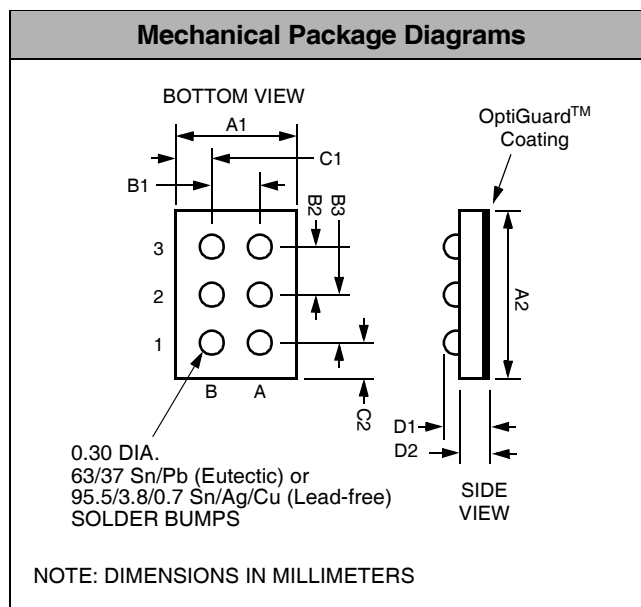 Mechanical Package Diagrams
BOTTOM VIEW
A1
C1
B1
B2
B3
OptiGuard™
Coating
3
2
1
B A
A2
C2
D1
D2
0.30 DIA.
63/37 Sn/Pb (Eutectic) or
95.5/3.8/0.7 Sn/Ag/Cu (Lead-free)
SOLDER BUMPS
SIDE
VIEW
NOTE: DIMENSIONS IN MILLIMETERS